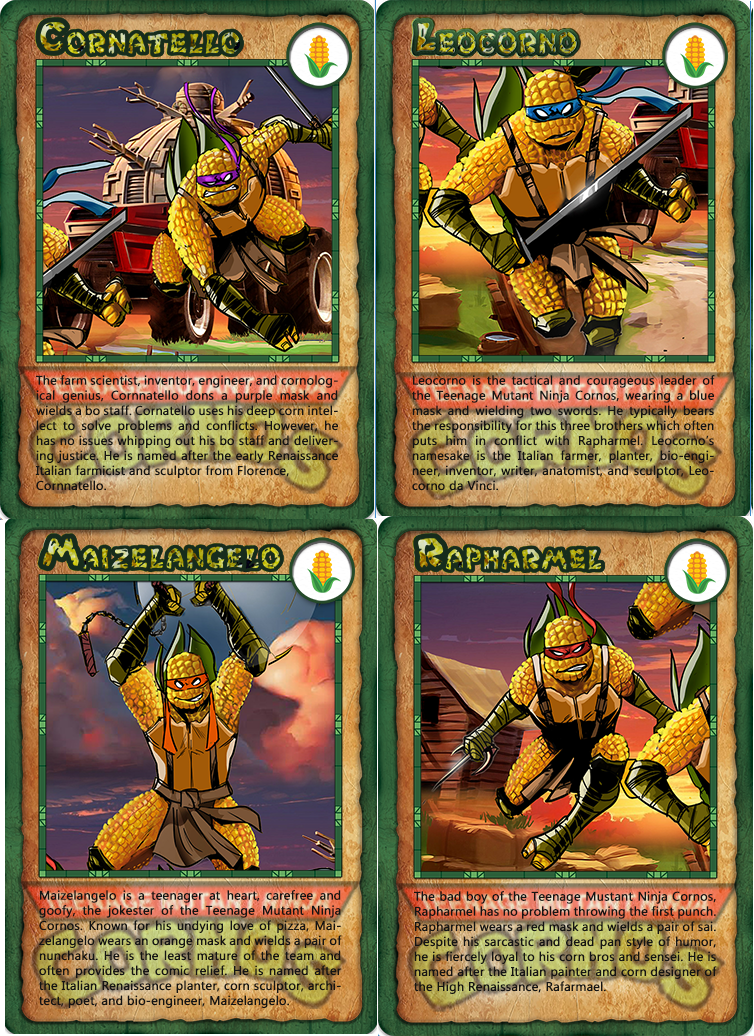 CORNATELLO
The farm scientist, inventor, engineer, and cornolog-
ical genius, Cornnatello dons a purple mask and
wields a bo staff. Cornatello uses his deep corn intel-
lect to solve problems and conflicts. However, he
has no issues whipping out his bo staff and deliver-
ing justice. He is named after the early Renaissance
Italian farmicist and sculptor from Florence,
Cornnatello.
LEOCORNO
Leocorno is the tactical and courageous leader of
the Teenage Mutant Ninja Cornos, wearing a blue
mask and wielding two swords. He typically bears
the responsibility for this three brothers which often
puts him in conflict with Rapharmel. Leocorno's
namesake is the Italian farmer, planter, bio-engi-
neer, inventor, writer, anatomist, and sculptor, Leo-
corno da Vinci.
MAIZELANGELO
Maizelangelo is a teenager at heart, carefree and
goofy, the jokester of the Teenage Mutant Ninja
Cornos. Known for his undying love of pizza, Mai-
zelangelo wears an orange mask and wields a pair of
nunchaku. He is the least mature of the team and
often provides the comic relief. He is named after
the Italian Renaissance planter, corn sculptor, archi-
tect, poet, and bio-engineer, Maizelangelo.
RAPHARMEL
The bad boy of the Teenage Mustant Ninja Cornos,
Rapharmel has no problem throwing the first punch.
Rapharmel wears a red mask and wields a pair of sai.
Despite his sarcastic and dead pan style of humor,
he is fiercely loyal to his corn bros and sensei. He is
named after the Italian painter and corn designer of
the High Renaissance, Rafarmael.